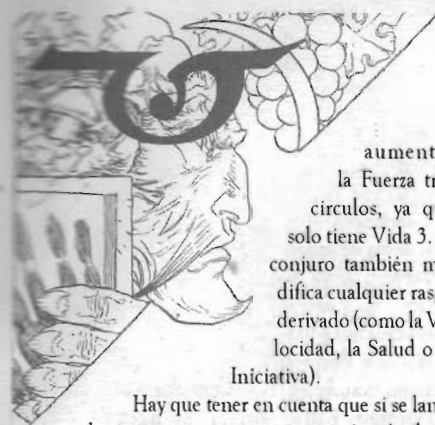 aument
la Fuerza tr
circulos, ya q
solo tiene Vida 3.
conjuro también m
difica cualquier ras
derivado (como la V
locidad, la Salud o
Iniciativa).
Hay que tener en cuenta que si se lan